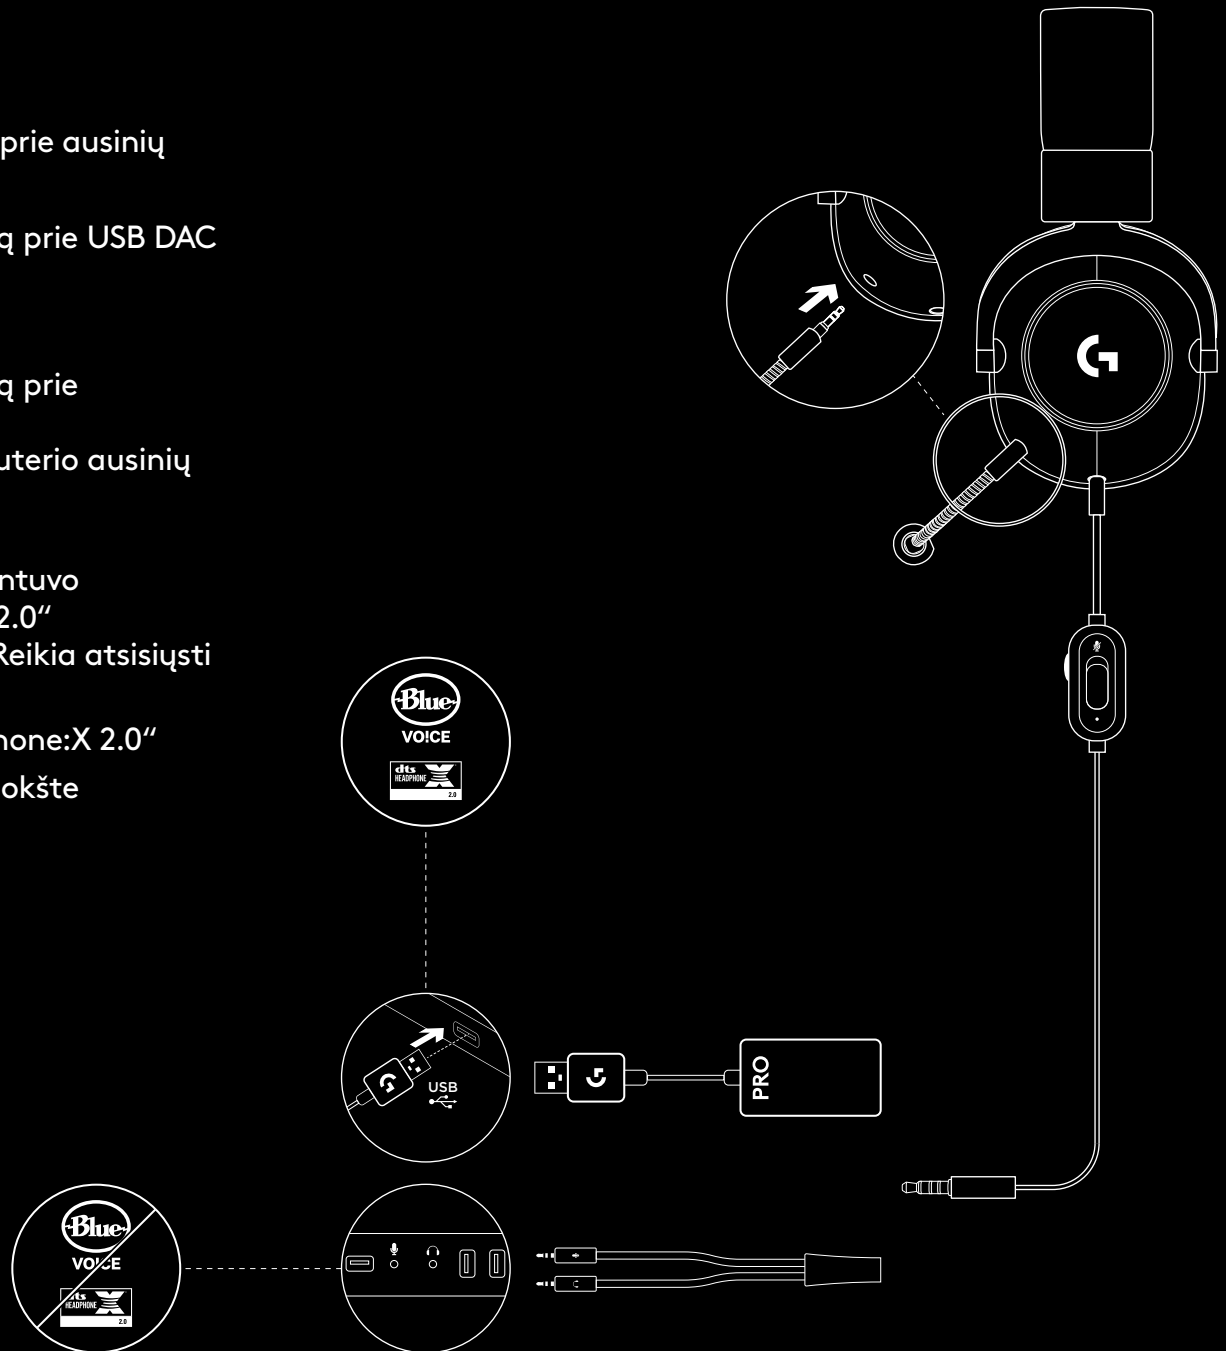 prie ausinių
ą prie USB DAC
ą prie
uterio ausinių
ntuvo
2.0“
Reikia atsisiųsti
none:X 2.0“
okšte
Blue
VO!CE
dts
HEADPHONE X
2.0
USB
PRO
Blue
VO!CE
dts
HEADPHONE X
2.0